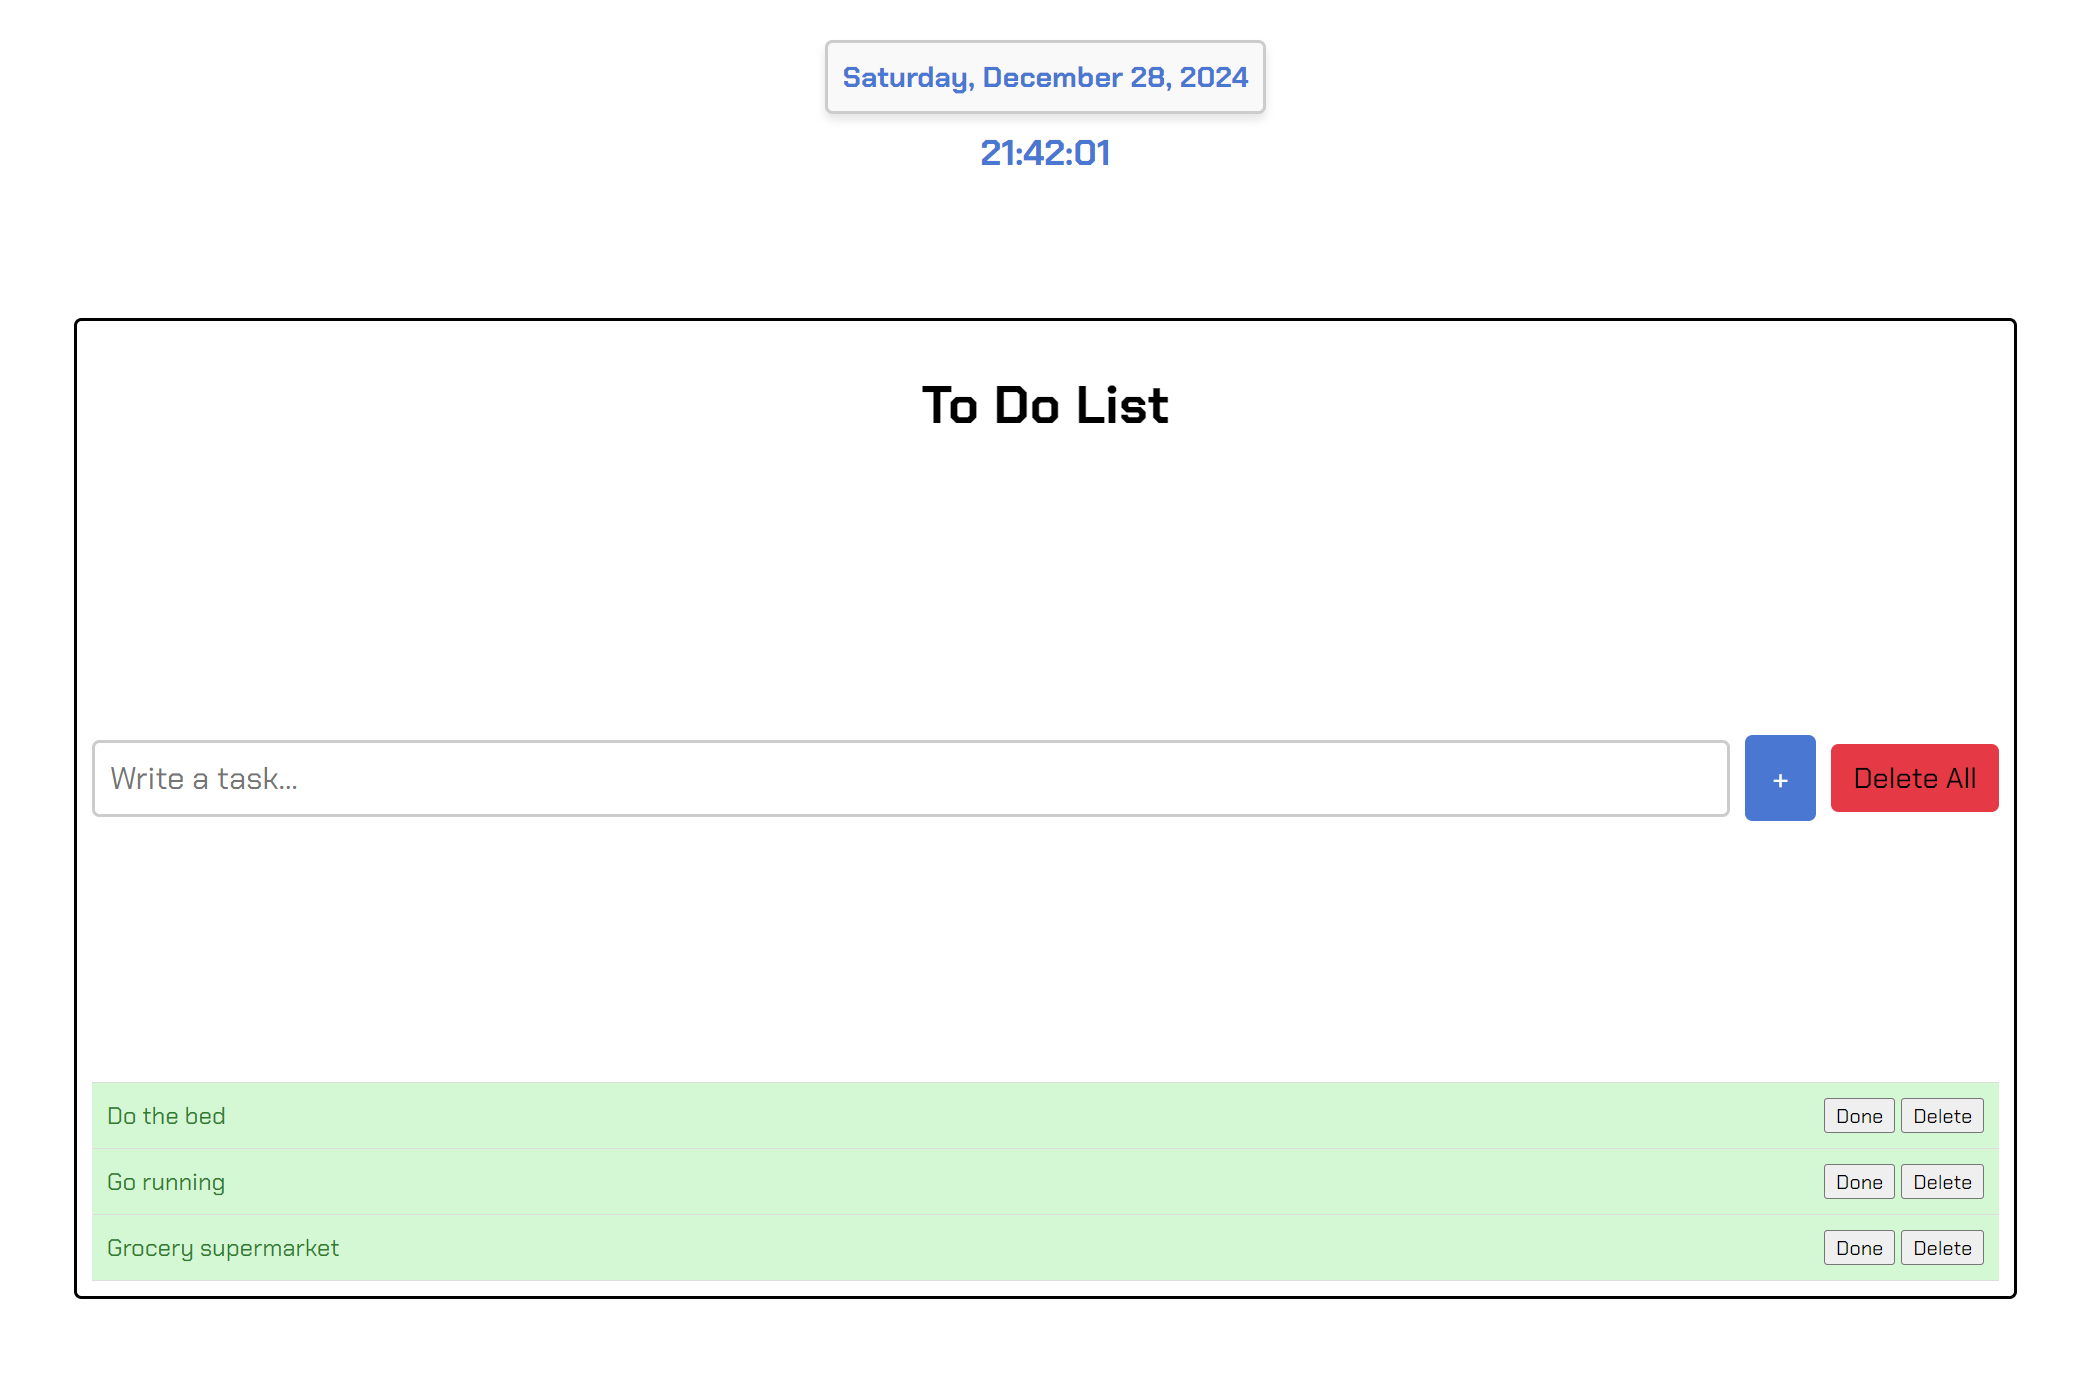 Saturday, December 28, 2024
21:42:01
To Do List
Write a task...
+
Delete All
Do the bed
Done Delete
Go running
Done Delete
Grocery supermarket
Done Delete